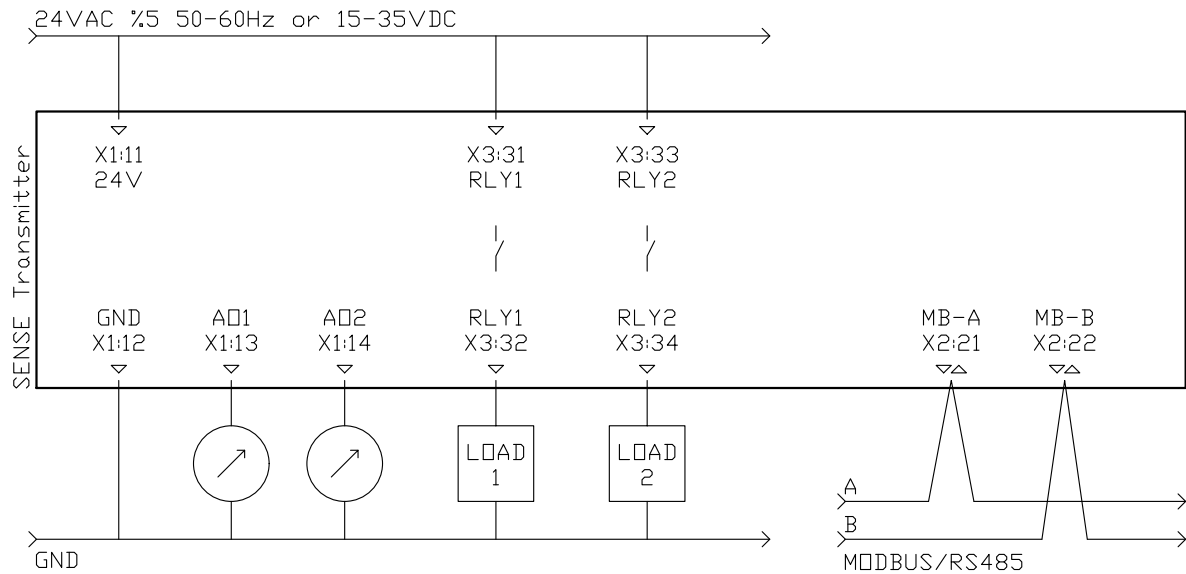 24VAC %5 50-60Hz or 15-35VDC
SENSE Transmitter
X1:11
24V
X3:31
RLY1
X3:33
RLY2
GND
X1:12
AO1
X1:13
AO2
X1:14
RLY1
X3:32
RLY2
X3:34
MB-A
X2:21
MB-B
X2:22
LOAD
1
LOAD
2
A
B
GND
MODBUS/RS485